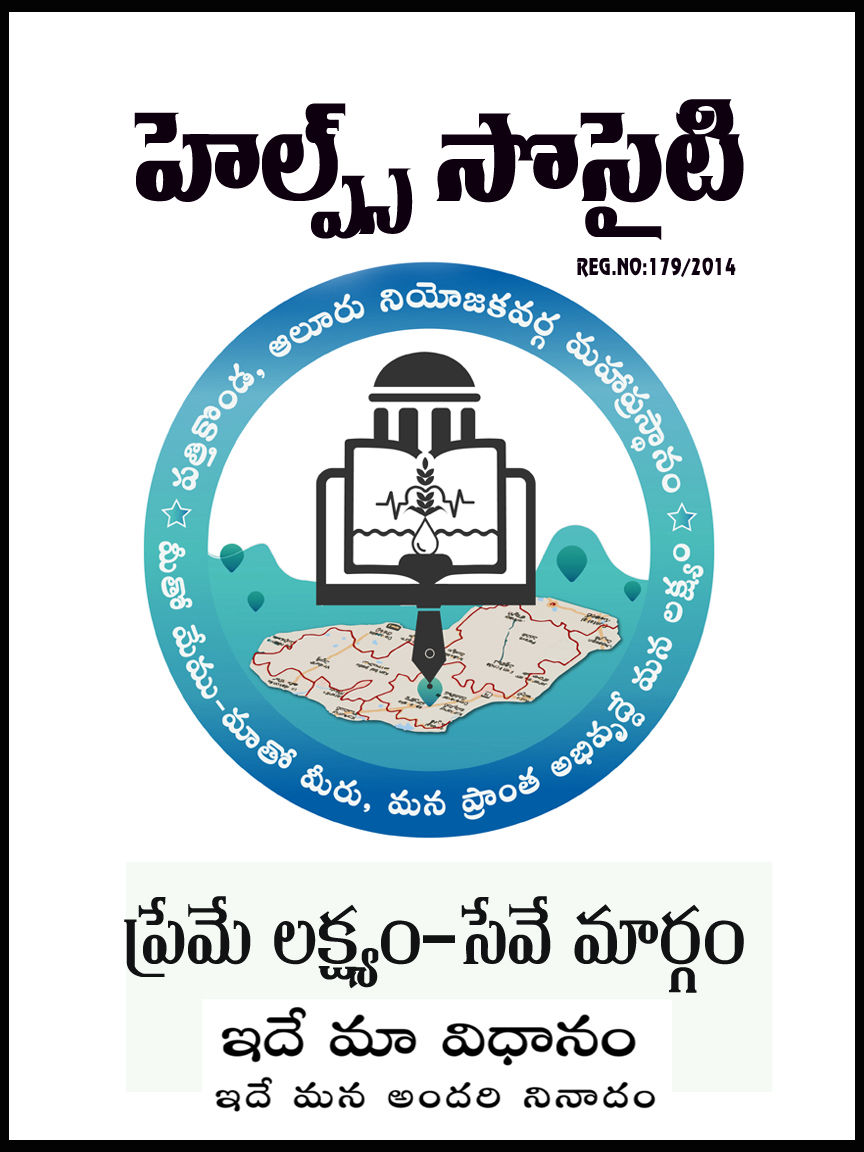 హెల్ప్స్ సొసైటి
REG.NO:179/2014
పత్తికొండ, ఆలూరు నియోజకవర్గ మహాప్రస్థానం
మీతో మేము-మాతో మీరు, మన ప్రాంత అభివృద్ధే మన లక్ష్యం
ప్రేమే లక్ష్యం-సేవే మార్గం
ఇదే మా విధానం
ఇదే మన అందరి నినాదం